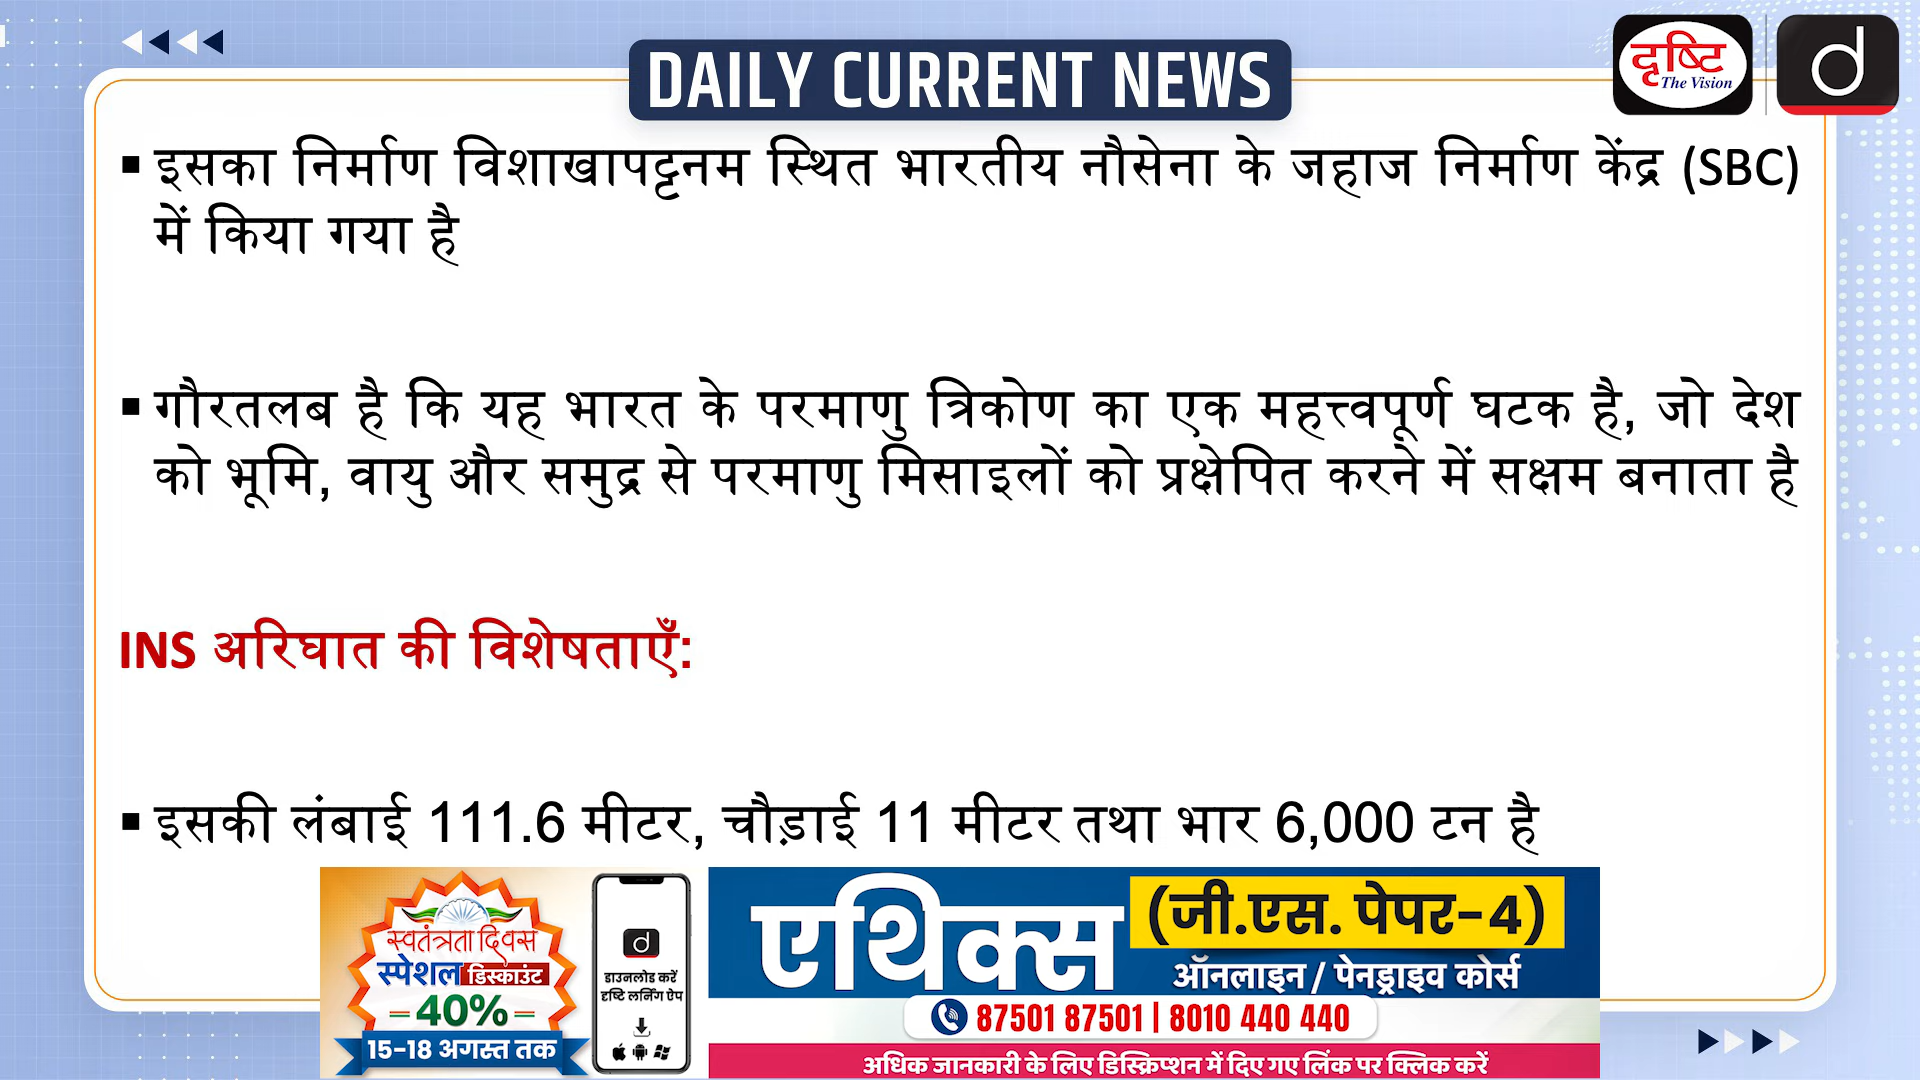 DAILY CURRENT NEWS
दृष्टि
The Vision
d
▪ इसका निर्माण विशाखापट्टनम स्थित भारतीय नौसेना के जहाज निर्माण केंद्र (SBC)
में किया गया है
▪ गौरतलब है कि यह भारत के परमाणु त्रिकोण का एक महत्त्वपूर्ण घटक है, जो देश
को भूमि, वायु और समुद्र से परमाणु मिसाइलों को प्रक्षेपित करने में सक्षम बनाता है
INS अरिघात की विशेषताएँ:
▪ इसकी लंबाई 111.6 मीटर, चौड़ाई 11 मीटर तथा भार 6,000 टन है
स्वतंत्रता दिवस
स्पेशल डिस्काउंट
40%
15-18 अगस्त तक
d
डाउनलोड करें
दृष्टि लर्निंग ऐप
एथिक्स
(जी.एस. पेपर-4)
ऑनलाइन / पेनड्राइव कोर्स
87501 87501 | 8010 440 440
अधिक जानकारी के लिए डिस्क्रिप्शन में दिए गए लिंक पर क्लिक करें